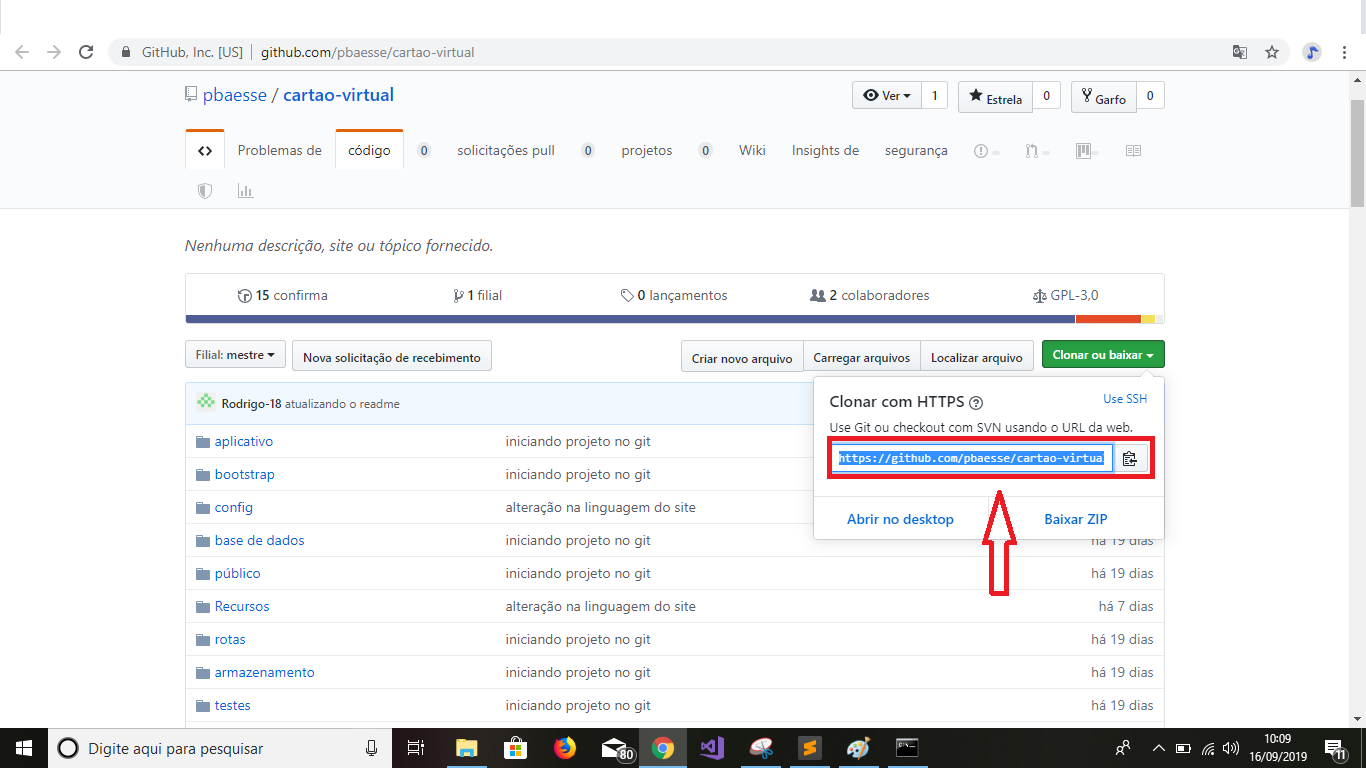 GitHub, Inc. [US] github.com/pbaesse/cartao-virtual
pbaesse / cartao-virtual
Ver 1 Estrela 0 Garfo 0
Problemas de código 0 solicitações pull 0 projetos 0 Wiki Insights de segurança
Nenhuma descrição, site ou tópico fornecido.
15 confirma 1 filial 0 lançamentos 2 colaboradores GPL-3,0
Filial: mestre Nova solicitação de recebimento Criar novo arquivo Carregar arquivos Localizar arquivo Clonar ou baixar
Clonar com HTTPS Use SSH
Use Git ou checkout com SVN usando o URL da web.
https://github.com/pbaesse/cartao-virtual
Abrir no desktop Baixar ZIP
Rodrigo-18 atualizando o readme
aplicativo iniciando projeto no git
bootstrap iniciando projeto no git
config alteração na linguagem do site
base de dados iniciando projeto no git há 19 dias
público iniciando projeto no git há 19 dias
Recursos alteração na linguagem do site há 7 dias
rotas iniciando projeto no git há 19 dias
armazenamento iniciando projeto no git há 19 dias
testes iniciando projeto no git há 19 dias
Digite aqui para pesquisar 80 10:09
16/09/2019 11